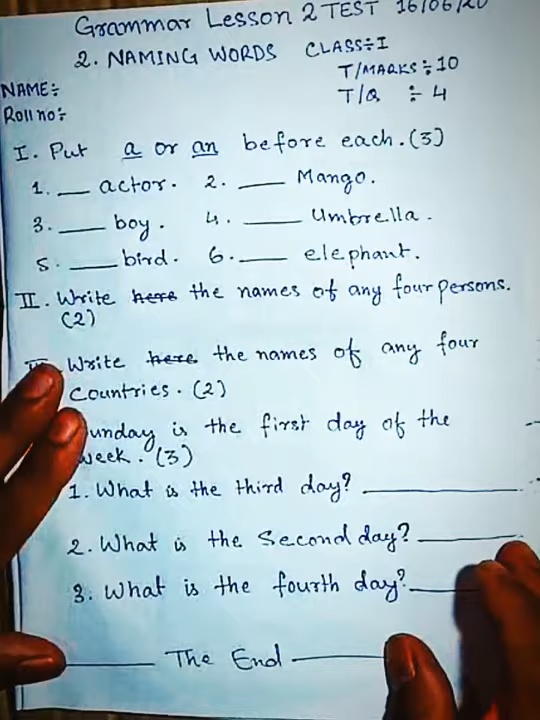 Grammar Lesson 2 TEST 16/06/20
2. NAMING WORDS CLASS÷I
T/MARKS÷10
NAME÷
T/Q ÷ 4
Roll no÷
I. Put a or an before each.(3)
1. ___ actor. 2. ___ Mango.
3. ___ boy. 4. ___ Umbrella.
5. ___ bird. 6. ___ elephant.
II. Write here the names of any four persons.
(2)
III. Write here the names of any four
Countries. (2)
Sunday is the first day of the
week. (3)
1. What is the third day? ___
2. What is the Second day? ___
3. What is the fourth day? ___
___ The End ___